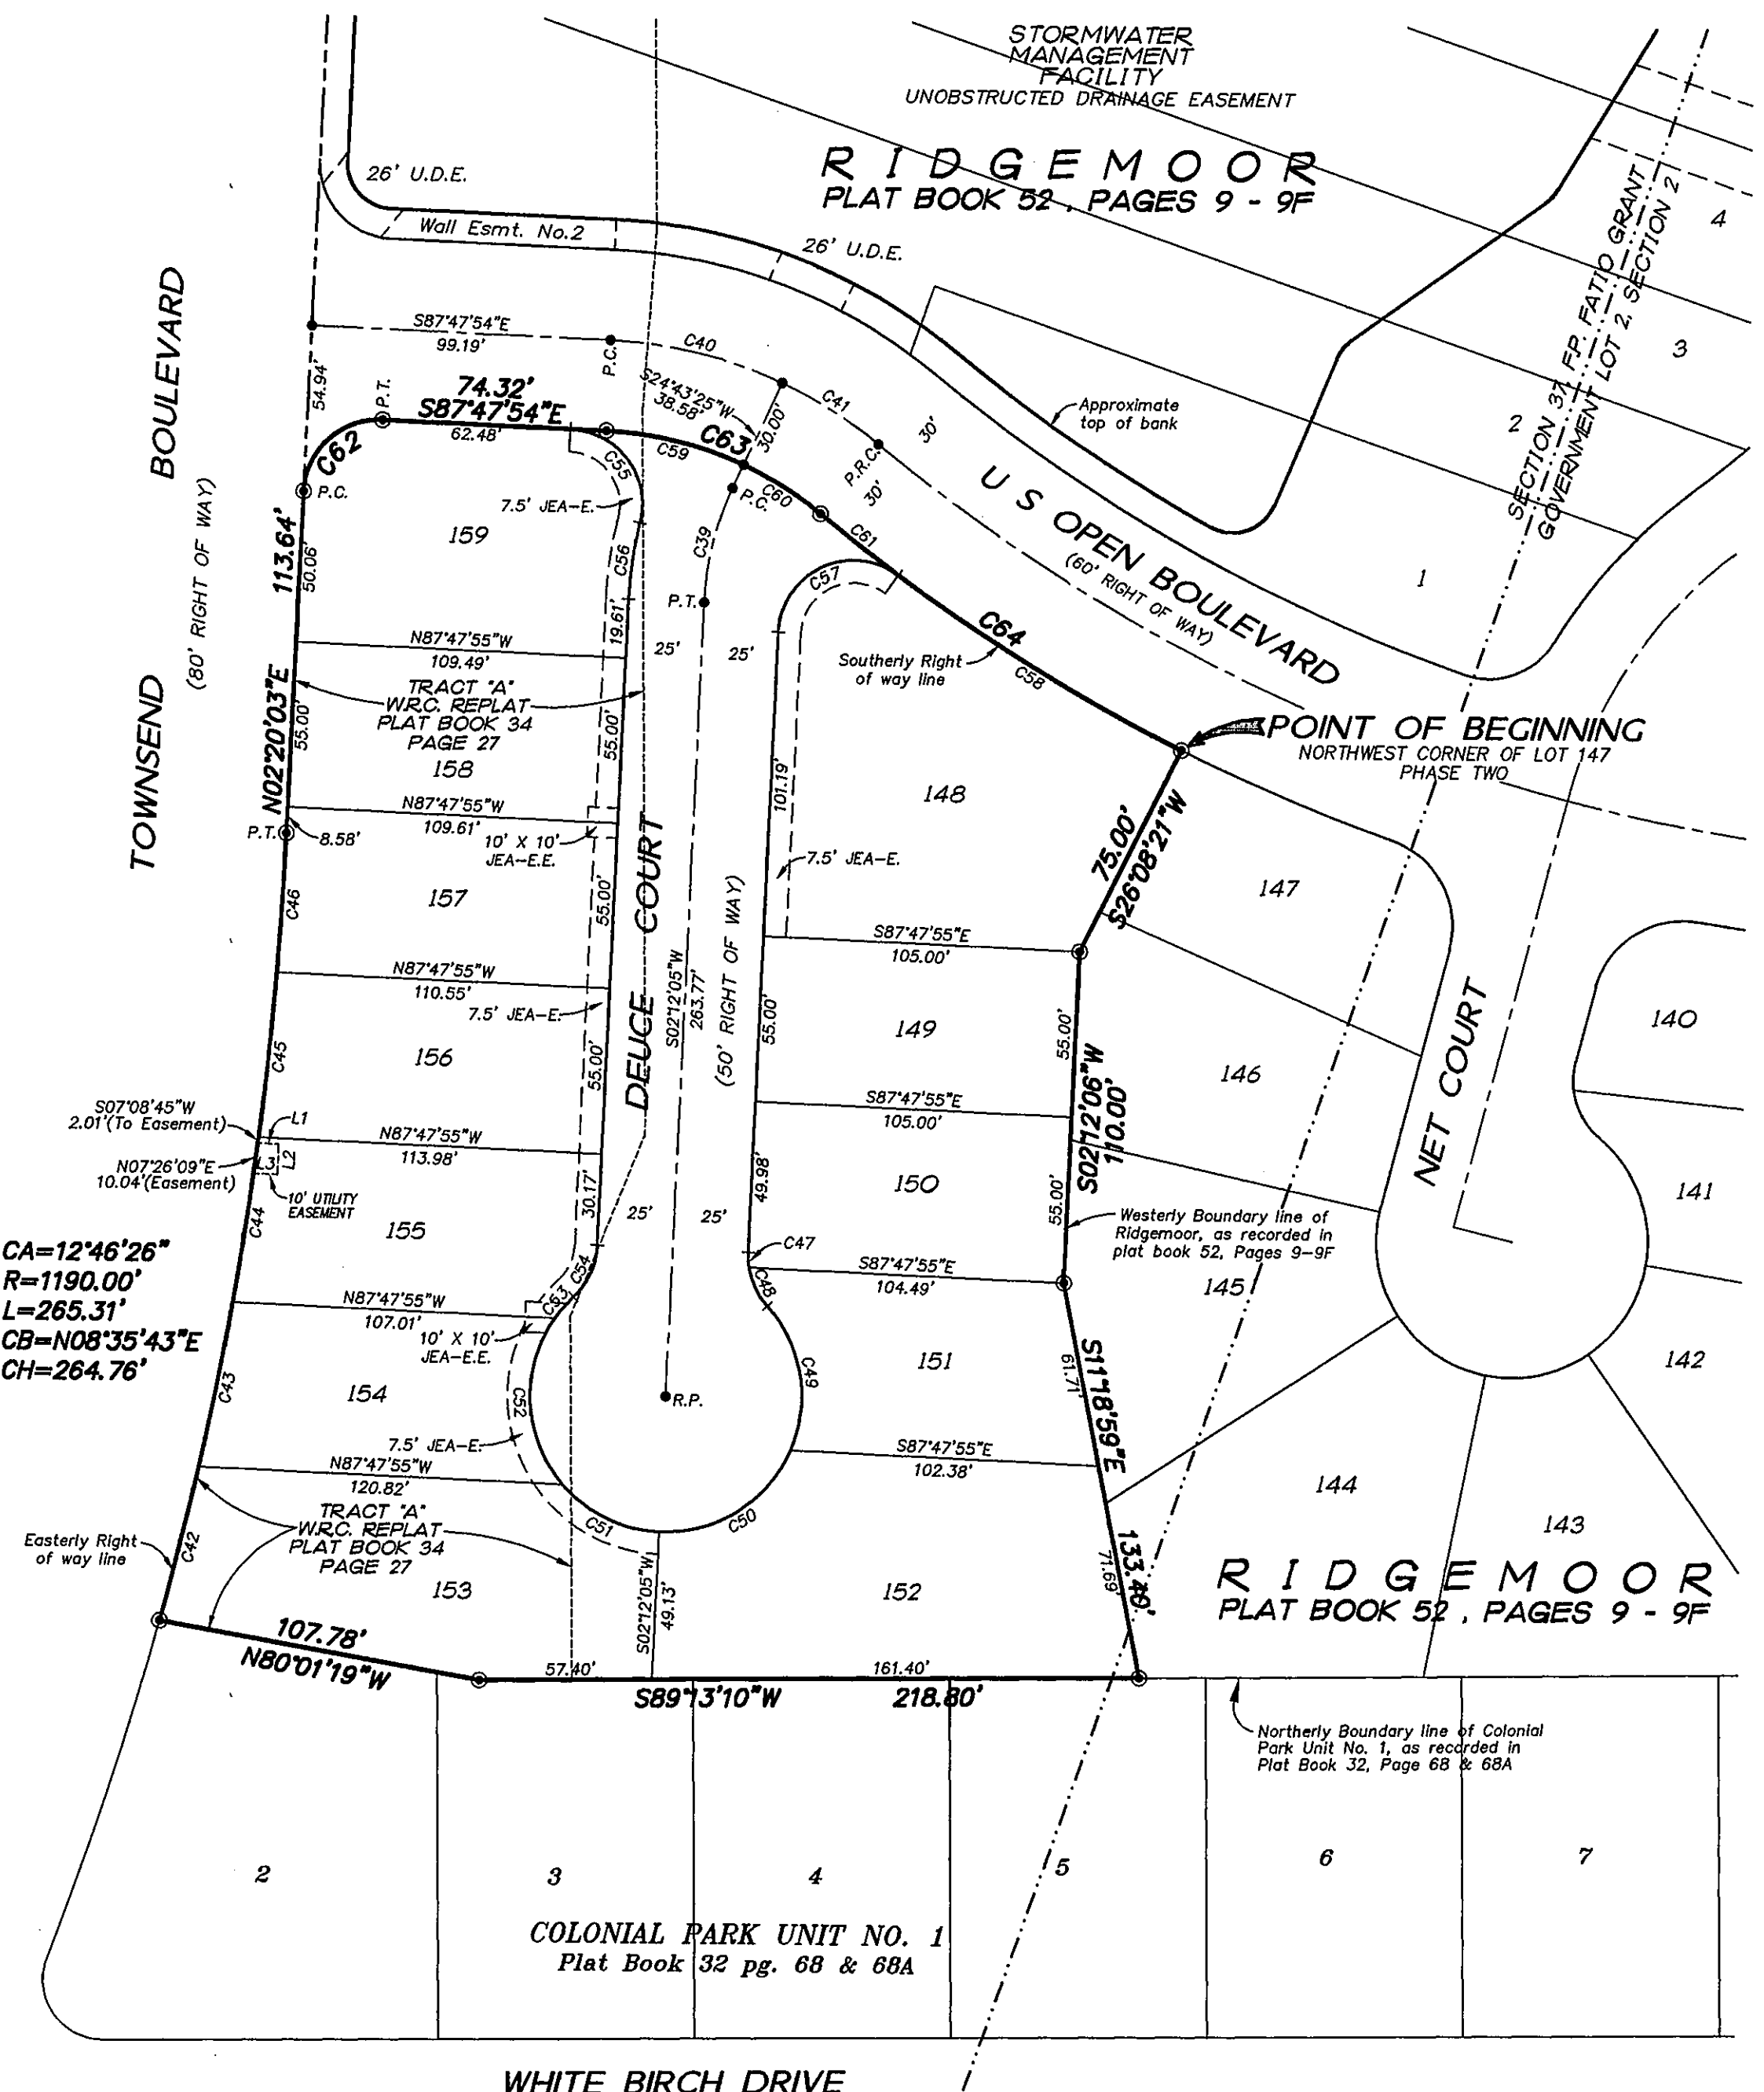 STORMWATER
MANAGEMENT
FACILITY
UNOBSTRUCTED DRAINAGE EASEMENT
R I D G E M O O R
PLAT BOOK 52 , PAGES 9 - 9F
26' U.D.E.
Wall Esmt. No.2
26' U.D.E.
SECTION 37, F.P. FATIO GRANT
GOVERNMENT LOT 2, SECTION 2
4
3
2
1
TOWNSEND BOULEVARD
(80' RIGHT OF WAY)
S87°47'54"E
99.19'
P.C.
C40
C41
P.R.C.
S24°43'25"W
38.58'
30.00'
30'
30'
Approximate
top of bank
54.94'
P.T.
74.32'
S87°47'54"E
62.48'
C62
P.C.
C63
C59
C55
C60
P.C.
C61
C39
P.T.
C56
C57
7.5' JEA-E.
U S OPEN BOULEVARD
(60' RIGHT OF WAY)
C64
C58
Southerly Right
of way line
113.64'
N02°20'03"E
50.06'
159
19.61'
25'
25'
N87°47'55"W
109.49'
TRACT "A"
W.R.C. REPLAT
PLAT BOOK 34
PAGE 27
55.00'
55.00'
158
POINT OF BEGINNING
NORTHWEST CORNER OF LOT 147
PHASE TWO
101.19'
148
N87°47'55"W
109.61'
P.T.
8.58'
10' X 10'
JEA-E.E.
7.5' JEA-E.
75.00'
S26°08'21"W
147
157
C46
55.00'
DEUCE COURT
(50' RIGHT OF WAY)
S02°12'05"W
263.77'
S87°47'55"E
105.00'
N87°47'55"W
110.55'
7.5' JEA-E.
55.00'
149
55.00'
140
156
C45
55.00'
S02°12'06"W
110.00'
146
NET COURT
S07°08'45"W
2.01'(To Easement)
L1
L2
L3
N07°26'09"E
10.04'(Easement)
10' UTILITY
EASEMENT
N87°47'55"W
113.98'
S87°47'55"E
105.00'
49.98'
150
55.00'
141
155
C44
30.17'
25'
25'
Westerly Boundary line of
Ridgemoor, as recorded in
plat book 52, Pages 9-9F
145
CA=12°46'26"
R=1190.00'
L=265.31'
CB=N08°35'43"E
CH=264.76'
C47
C48
C54
C53
S87°47'55"E
104.49'
N87°47'55"W
107.01'
10' X 10'
JEA-E.E.
151
C49
C52
R.P.
154
C43
7.5' JEA-E.
S11°18'59"E
61.71'
142
N87°47'55"W
120.82'
S87°47'55"E
102.38'
144
143
TRACT "A"
W.R.C. REPLAT
PLAT BOOK 34
PAGE 27
Easterly Right
of way line
C42
C51
C50
153
152
S02°12'05"W
49.13'
133.40'
71.69'
R I D G E M O O R
PLAT BOOK 52 , PAGES 9 - 9F
107.78'
N80°01'19"W
57.40'
161.40'
S89°13'10"W
218.80'
Northerly Boundary line of Colonial
Park Unit No. 1, as recorded in
Plat Book 32, Page 68 & 68A
2
3
4
5
6
7
COLONIAL PARK UNIT NO. 1
Plat Book 32 pg. 68 & 68A
WHITE BIRCH DRIVE